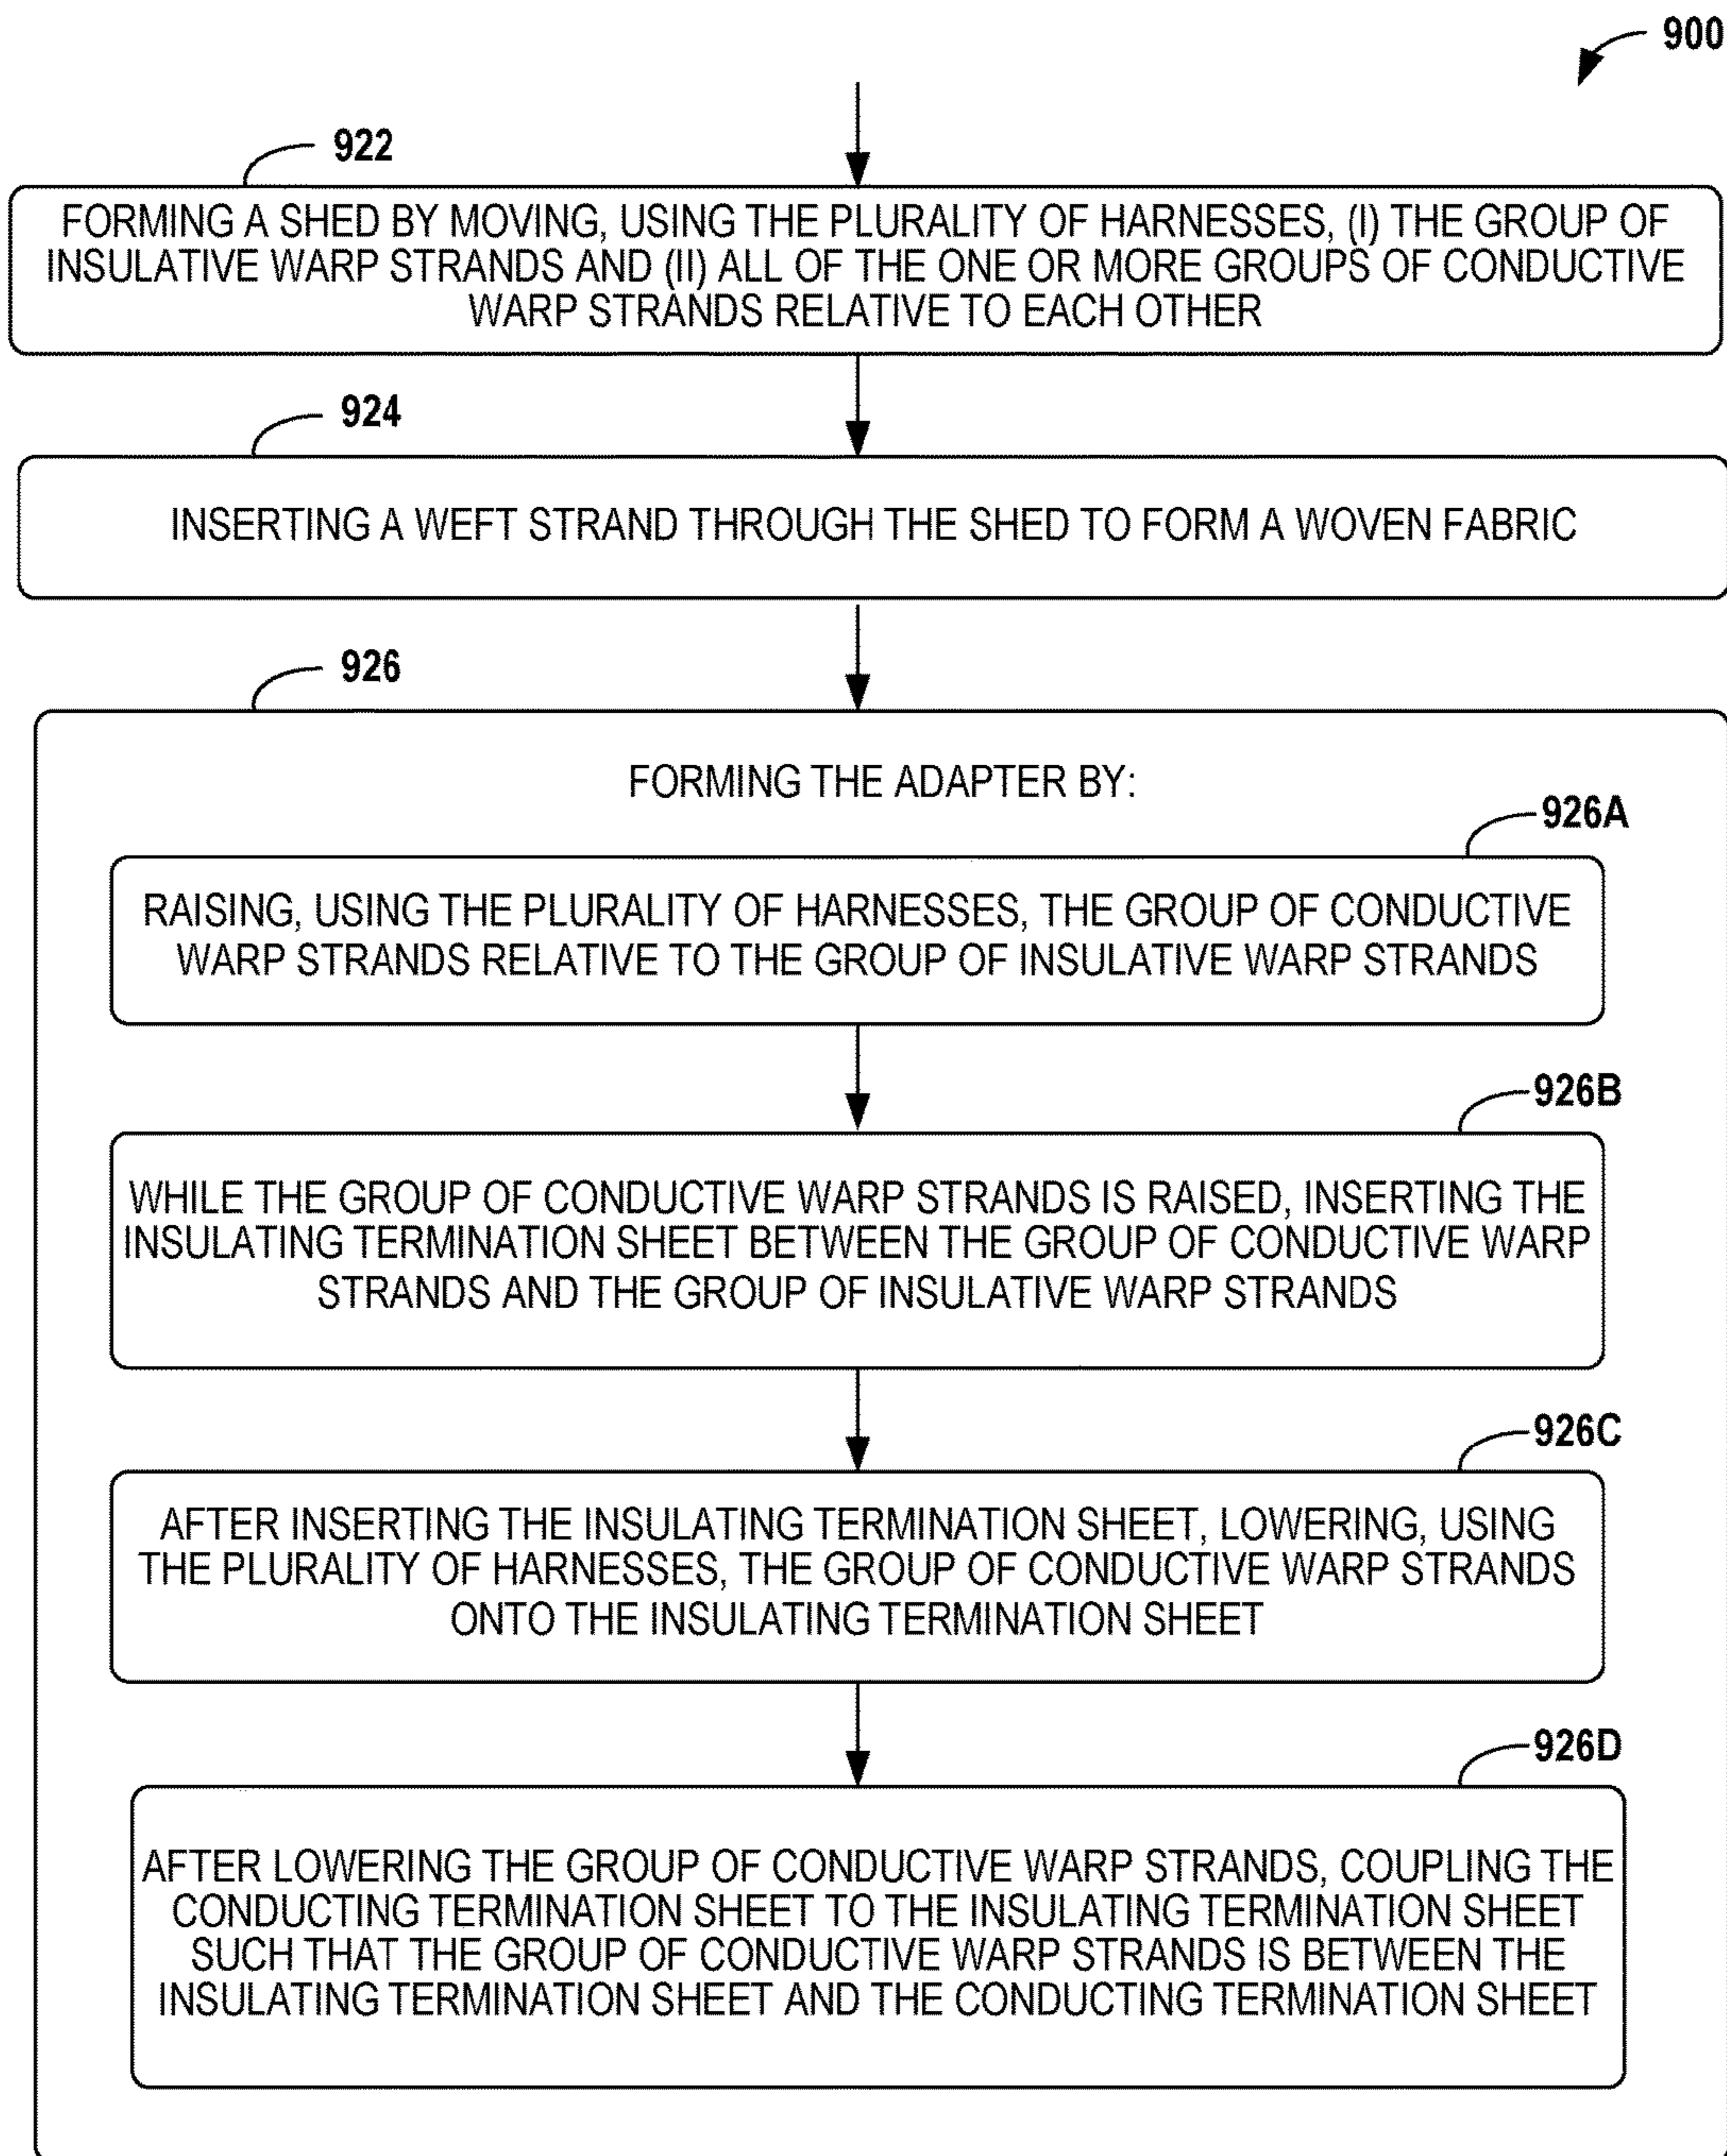 900
922
FORMING A SHED BY MOVING, USING THE PLURALITY OF HARNESSES, (I) THE GROUP OF
INSULATIVE WARP STRANDS AND (II) ALL OF THE ONE OR MORE GROUPS OF CONDUCTIVE
WARP STRANDS RELATIVE TO EACH OTHER
924
INSERTING A WEFT STRAND THROUGH THE SHED TO FORM A WOVEN FABRIC
926
FORMING THE ADAPTER BY:
926A
RAISING, USING THE PLURALITY OF HARNESSES, THE GROUP OF CONDUCTIVE
WARP STRANDS RELATIVE TO THE GROUP OF INSULATIVE WARP STRANDS
926B
WHILE THE GROUP OF CONDUCTIVE WARP STRANDS IS RAISED, INSERTING THE
INSULATING TERMINATION SHEET BETWEEN THE GROUP OF CONDUCTIVE WARP
STRANDS AND THE GROUP OF INSULATIVE WARP STRANDS
926C
AFTER INSERTING THE INSULATING TERMINATION SHEET, LOWERING, USING
THE PLURALITY OF HARNESSES, THE GROUP OF CONDUCTIVE WARP STRANDS
ONTO THE INSULATING TERMINATION SHEET
926D
AFTER LOWERING THE GROUP OF CONDUCTIVE WARP STRANDS, COUPLING THE
CONDUCTING TERMINATION SHEET TO THE INSULATING TERMINATION SHEET
SUCH THAT THE GROUP OF CONDUCTIVE WARP STRANDS IS BETWEEN THE
INSULATING TERMINATION SHEET AND THE CONDUCTING TERMINATION SHEET